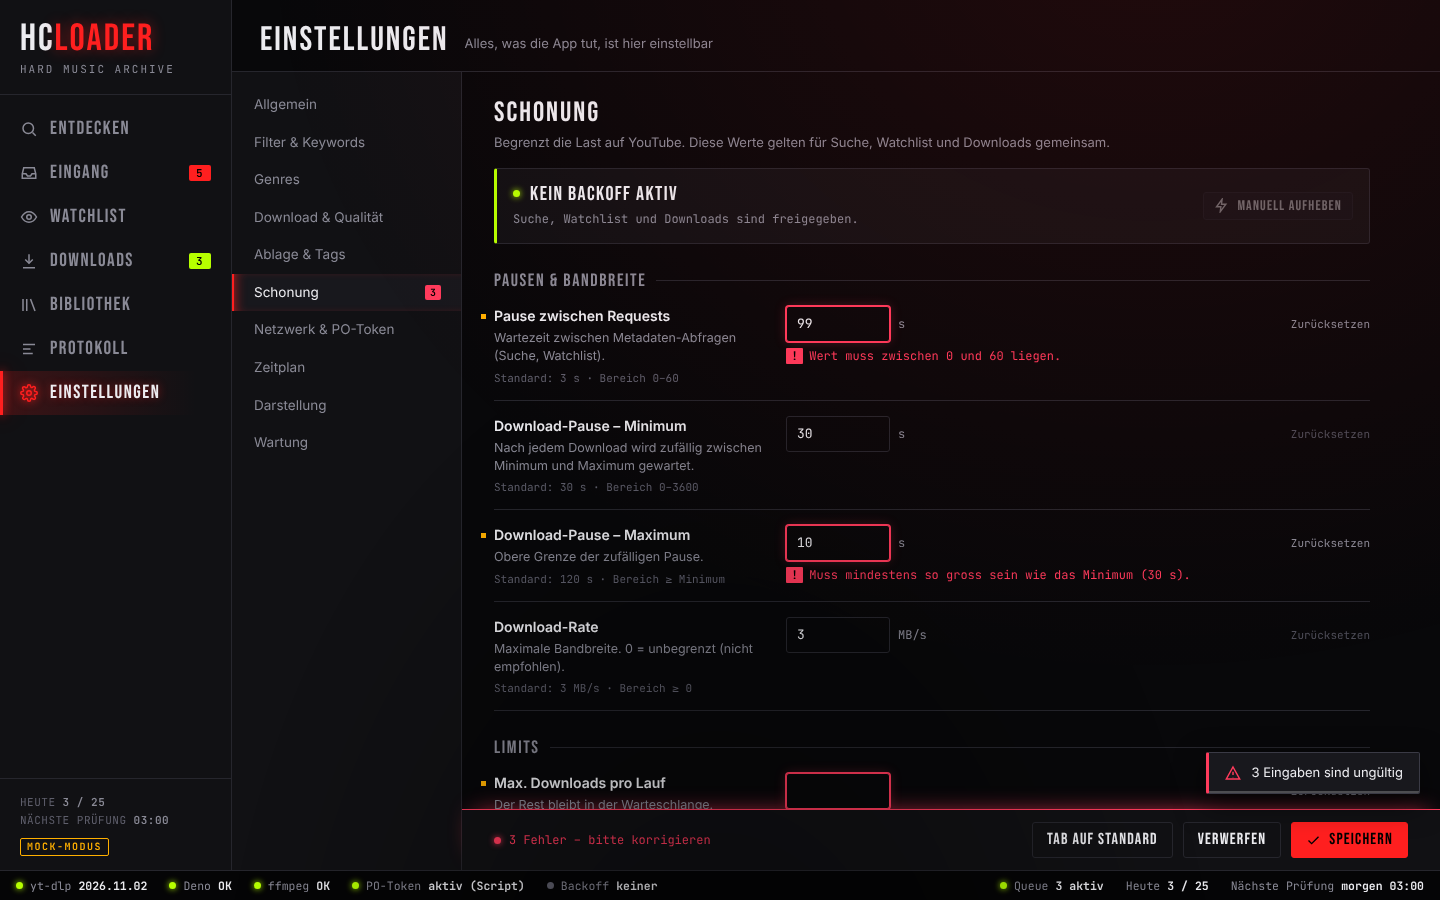 HCLOADER
HARD MUSIC ARCHIVE
ENTDECKEN
EINGANG 5
WATCHLIST
DOWNLOADS 3
BIBLIOTHEK
PROTOKOLL
EINSTELLUNGEN
HEUTE 3 / 25
NÄCHSTE PRÜFUNG 03:00
MOCK-MODUS
EINSTELLUNGEN Alles, was die App tut, ist hier einstellbar
Allgemein
Filter & Keywords
Genres
Download & Qualität
Ablage & Tags
Schonung 3
Netzwerk & PO-Token
Zeitplan
Darstellung
Wartung
SCHONUNG
Begrenzt die Last auf YouTube. Diese Werte gelten für Suche, Watchlist und Downloads gemeinsam.
KEIN BACKOFF AKTIV
Suche, Watchlist und Downloads sind freigegeben.
MANUELL AUFHEBEN
PAUSEN & BANDBREITE
Pause zwischen Requests
Wartezeit zwischen Metadaten-Abfragen
(Suche, Watchlist).
Standard: 3 s · Bereich 0–60
99 s
! Wert muss zwischen 0 und 60 liegen.
Zurücksetzen
Download-Pause – Minimum
Nach jedem Download wird zufällig zwischen
Minimum und Maximum gewartet.
Standard: 30 s · Bereich 0–3600
30 s
Zurücksetzen
Download-Pause – Maximum
Obere Grenze der zufälligen Pause.
Standard: 120 s · Bereich ≥ Minimum
10 s
! Muss mindestens so gross sein wie das Minimum (30 s).
Zurücksetzen
Download-Rate
Maximale Bandbreite. 0 = unbegrenzt (nicht
empfohlen).
Standard: 3 MB/s · Bereich ≥ 0
3 MB/s
Zurücksetzen
LIMITS
Max. Downloads pro Lauf
Der Rest bleibt in der Warteschlange.
3 Eingaben sind ungültig
3 Fehler – bitte korrigieren
TAB AUF STANDARD
VERWERFEN
SPEICHERN
yt-dlp 2026.11.02 Deno OK ffmpeg OK PO-Token aktiv (Script) Backoff keiner Queue 3 aktiv Heute 3 / 25 Nächste Prüfung morgen 03:00